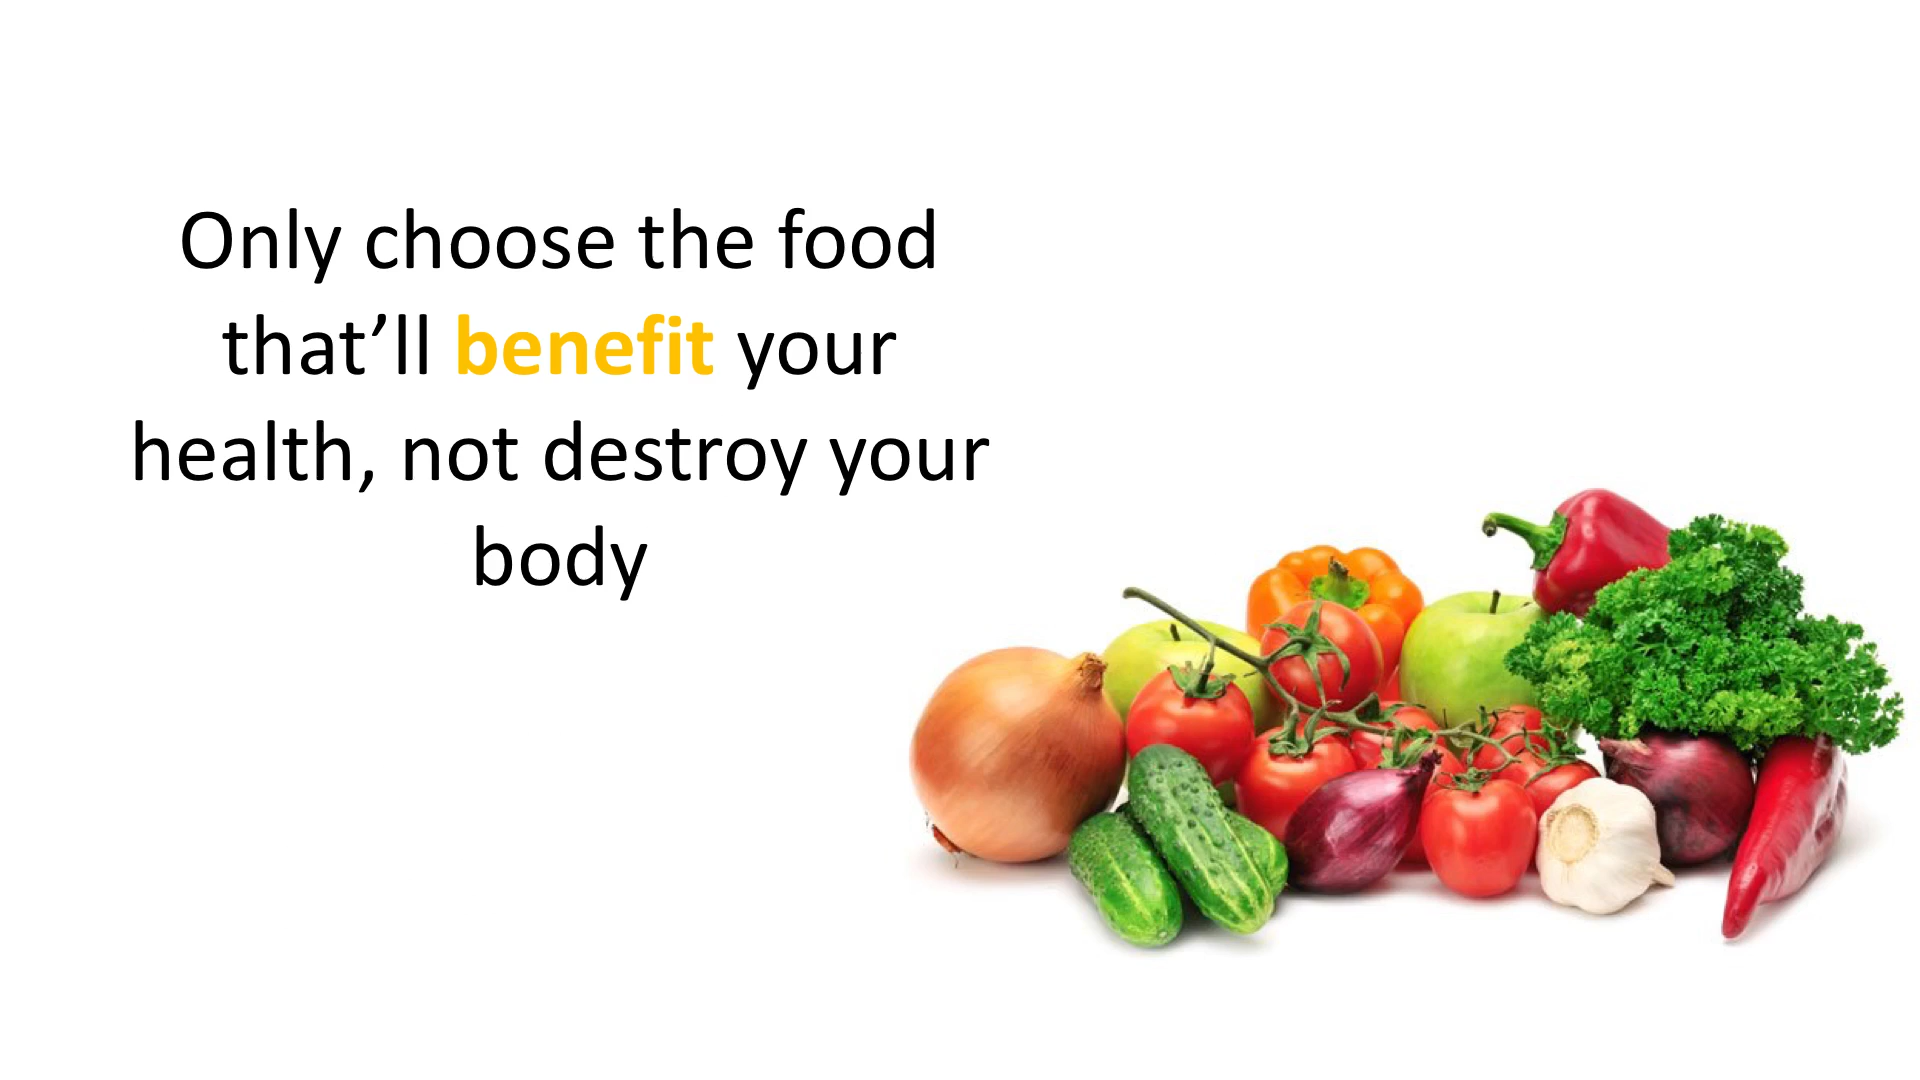 Only choose the food
that’ll benefit your
health, not destroy your
body